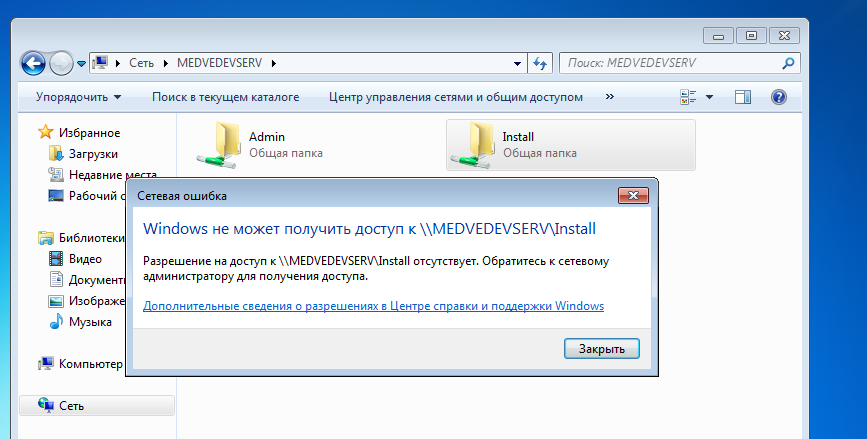 Сеть
MEDVEDEVSERV
Поиск: MEDVEDEVSERV
Упорядочить
Поиск в текущем каталоге
Центр управления сетями и общим доступом
»
Избранное
Загрузки
Недавние места
Рабочий с
Библиотеки
Видео
Документ
Изображе
Музыка
Компьютер
Сеть
Admin
Общая папка
Install
Общая папка
Сетевая ошибка
Windows не может получить доступ к \\MEDVEDEVSERV\Install
Разрешение на доступ к \\MEDVEDEVSERV\Install отсутствует. Обратитесь к сетевому
администратору для получения доступа.
Дополнительные сведения о разрешениях в Центре справки и поддержки Windows
Закрыть